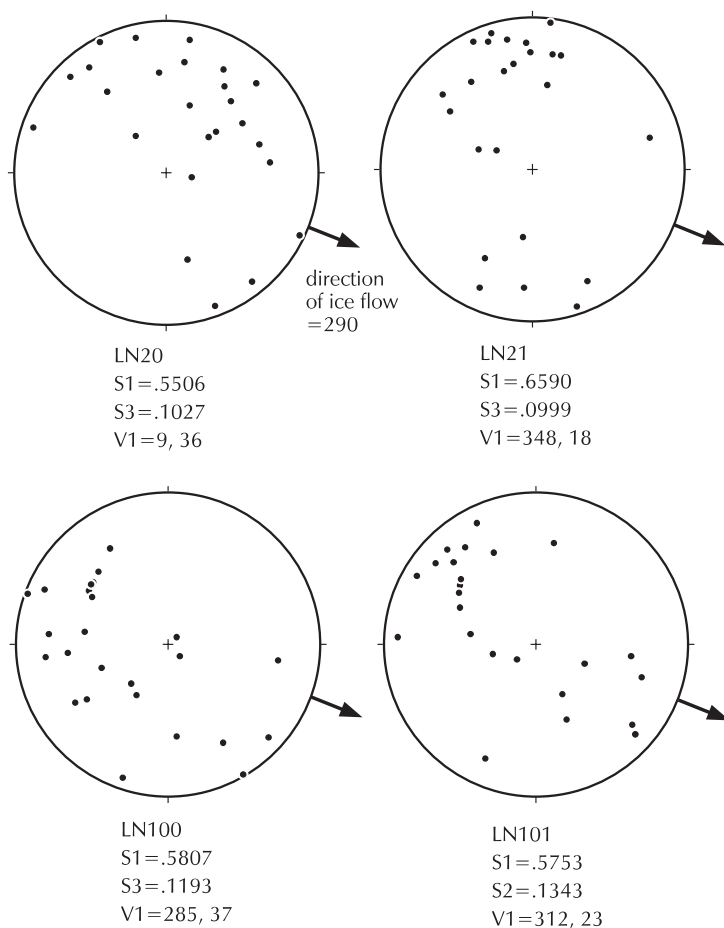 direction
of ice flow
=290
LN20
S1=.5506
S3=.1027
V1=9, 36
LN21
S1=.6590
S3=.0999
V1=348, 18
LN100
S1=.5807
S3=.1193
V1=285, 37
LN101
S1=.5753
S2=.1343
V1=312, 23